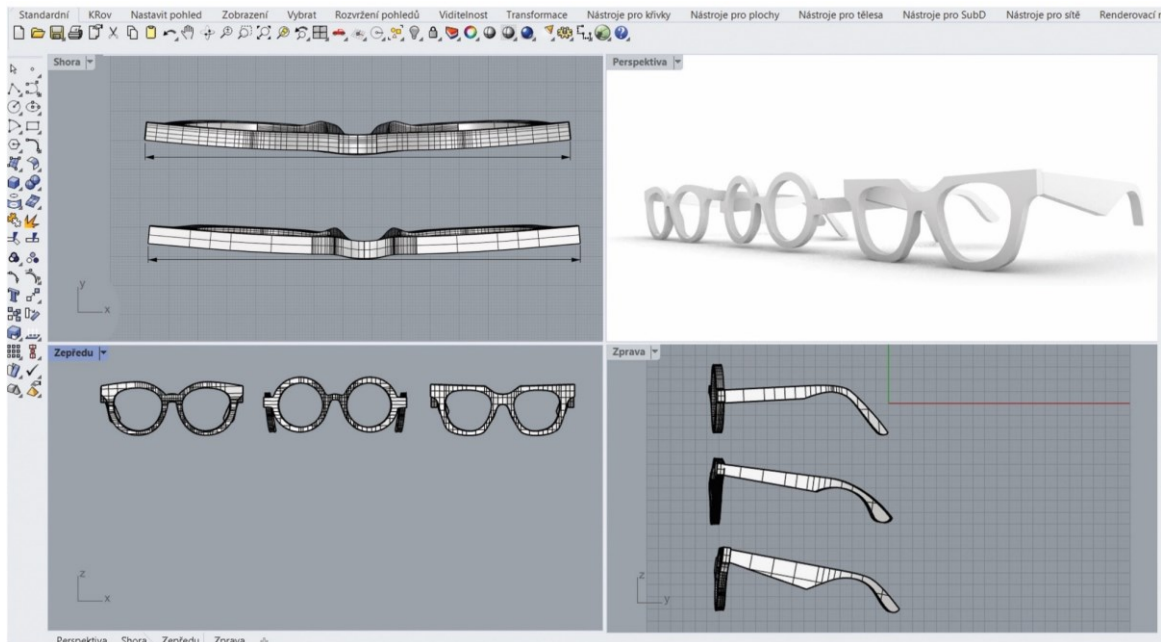 Standardní KRov Nastavit pohled Zobrazení Vybrat Rozvržení pohledů Viditelnost Transformace Nástroje pro křivky Nástroje pro plochy Nástroje pro tělesa Nástroje pro SubD Nástroje pro sítě Renderovací
Shora
Perspektiva
y
x
Zepředu
Zprava
z
x
z
y
Perspektiva Shora Zepředu Zprava